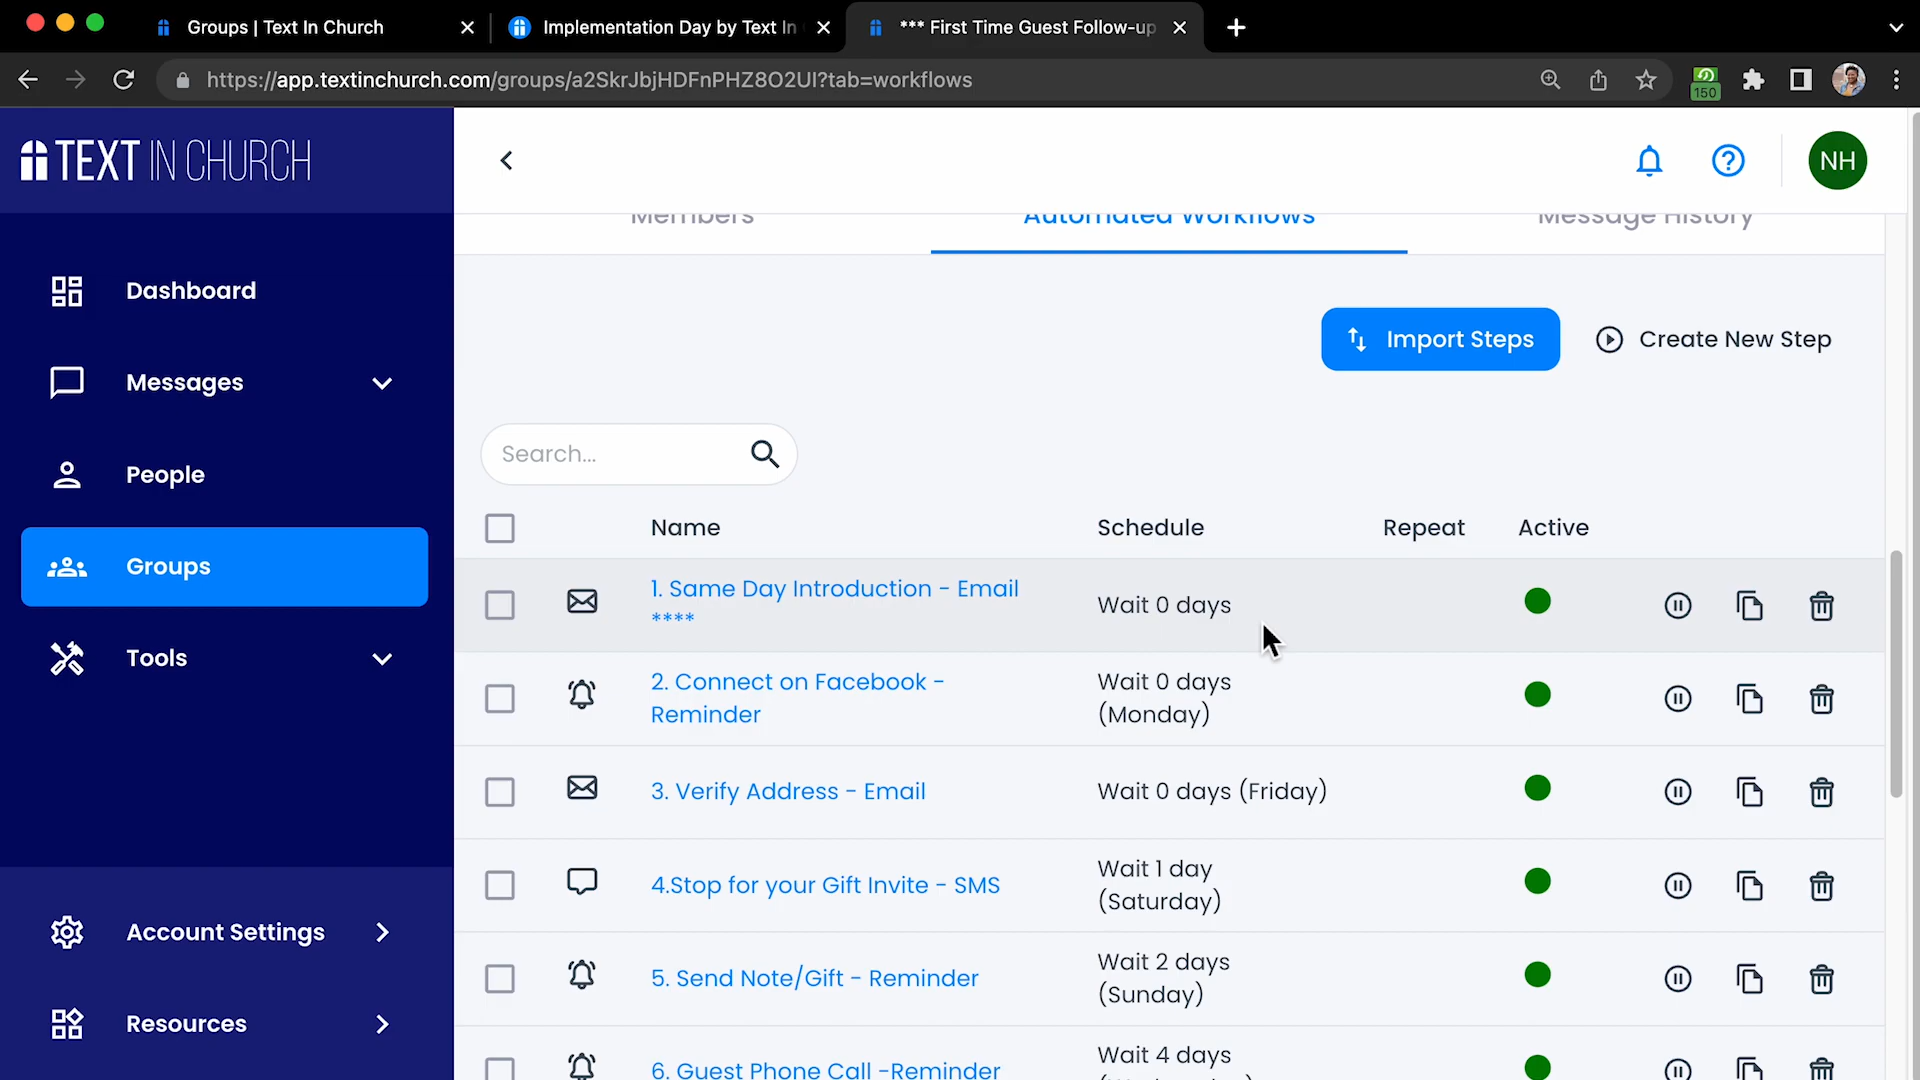 Groups | Text In Church
Implementation Day by Text In
*** First Time Guest Follow-up
https://app.textinchurch.com/groups/a2SkrJbjHDFnPHZ8O2UI?tab=workflows
150
TEXT IN CHURCH
NH
Members
Automated Workflows
Message History
Dashboard
Messages
People
Groups
Tools
Account Settings
Resources
Import Steps
Create New Step
Search...
Name
Schedule
Repeat
Active
1. Same Day Introduction - Email
****
Wait 0 days
2. Connect on Facebook -
Reminder
Wait 0 days
(Monday)
3. Verify Address - Email
Wait 0 days (Friday)
4.Stop for your Gift Invite - SMS
Wait 1 day
(Saturday)
5. Send Note/Gift - Reminder
Wait 2 days
(Sunday)
6. Guest Phone Call -Reminder
Wait 4 days